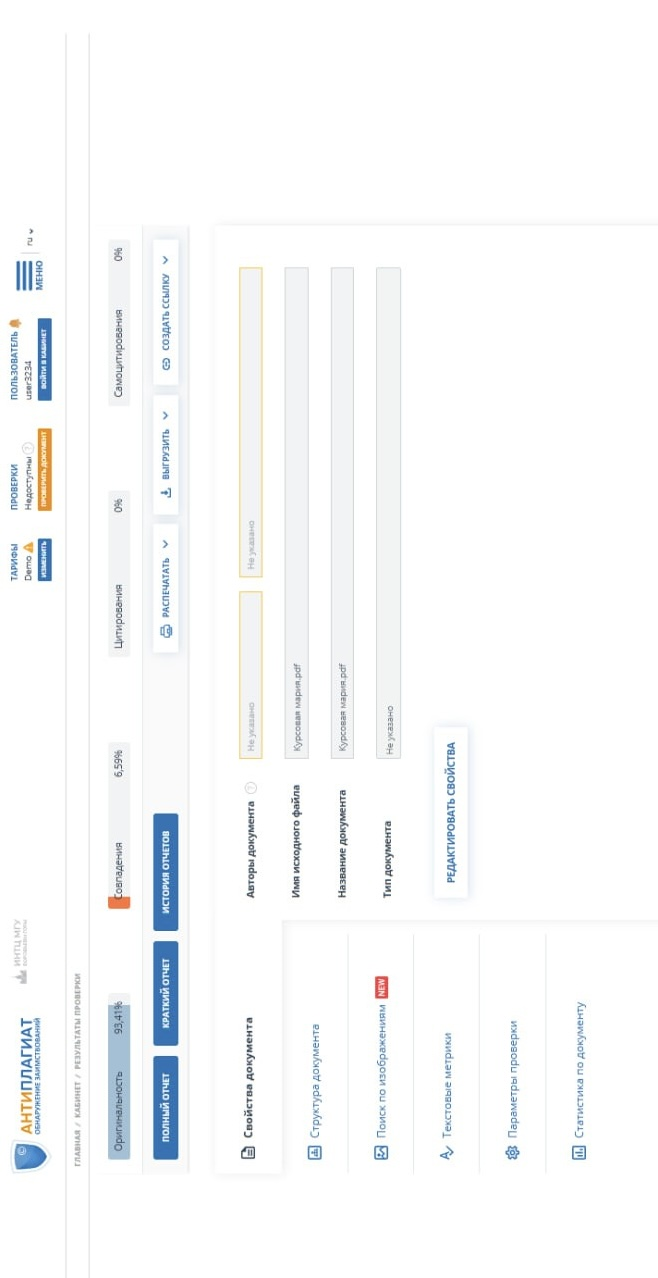 АНТИПЛАГИАТ
ОБНАРУЖЕНИЕ ЗАИМСТВОВАНИЙ
ИНТЦ МГУ
ТАРИФЫ
Demo
ИЗМЕНИТЬ
ПРОВЕРКИ
Недоступны ?
ПРОВЕРИТЬ ДОКУМЕНТ
ПОЛЬЗОВАТЕЛЬ
user3234
ВОЙТИ В КАБИНЕТ
МЕНЮ
ru
ГЛАВНАЯ / КАБИНЕТ / РЕЗУЛЬТАТЫ ПРОВЕРКИ
Оригинальность 93,41%
Совпадения 6,59%
Цитирования 0%
Самоцитирования 0%
ПОЛНЫЙ ОТЧЕТ
КРАТКИЙ ОТЧЕТ
ИСТОРИЯ ОТЧЕТОВ
РАСПЕЧАТАТЬ
ВЫГРУЗИТЬ
СОЗДАТЬ ССЫЛКУ
Свойства документа
Структура документа
Поиск по изображениям NEW
Текстовые метрики
Параметры проверки
Статистика по документу
Авторы документа ? Не указано Не указано
Имя исходного файла Курсовая мария.pdf
Название документа Курсовая мария.pdf
Тип документа Не указано
РЕДАКТИРОВАТЬ СВОЙСТВА